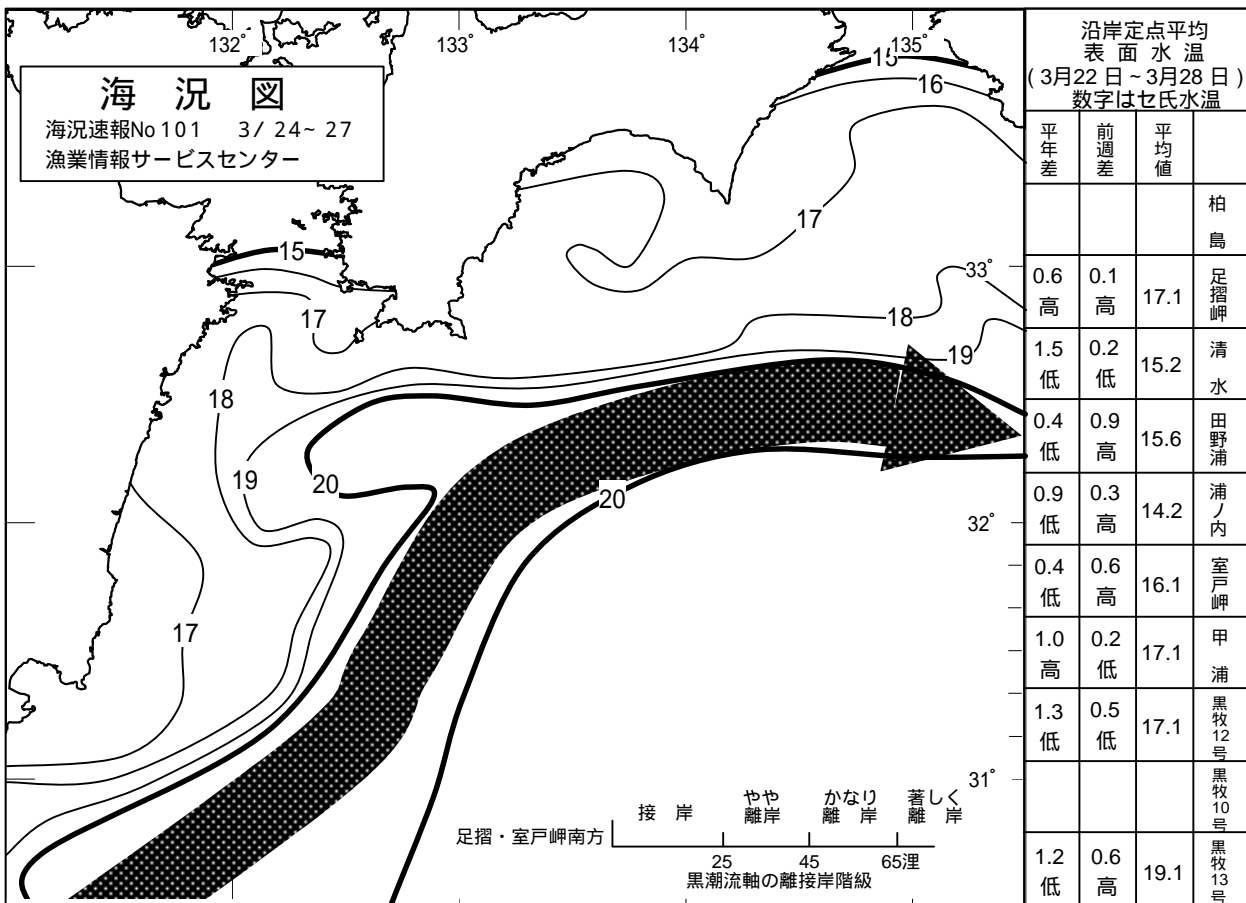 海況図
海況速報No 101 3/ 24~ 27
漁業情報サービスセンター
132°
133°
134°
135°
15
16
17
15
33°
17
18
19
18
19
20
20
32°
17
31°
接岸
やや離岸
かなり離岸
著しく離岸
足摺・室戸岬南方
25 45 65浬
黒潮流軸の離接岸階級
沿岸定点平均
表面水温
( 3月22 日 ~ 3月28 日 )
数字はセ氏水温
平年差 前週差 平均値
柏島
0.6高 0.1高 17.1 足摺岬
1.5低 0.2低 15.2 清水
0.4低 0.9高 15.6 田野浦
0.9低 0.3高 14.2 浦ノ内
0.4低 0.6高 16.1 室戸岬
1.0高 0.2低 17.1 甲浦
1.3低 0.5低 17.1 黒牧12号
黒牧10号
1.2低 0.6高 19.1 黒牧13号